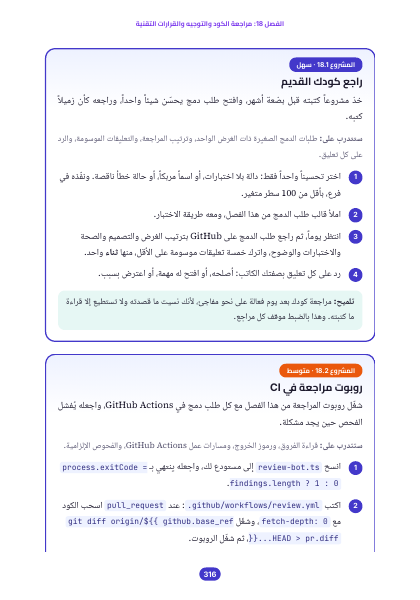 الفصل 18: مراجعة الكود والتوجيه والقرارات التقنية
المشروع 18.1 · سهل
راجع كودك القديم
خذ مشروعاً كتبته قبل بضعة أشهر، وافتح طلب دمج يحسّن شيئاً واحداً، وراجعه كأن زميلاً
كتبه.
ستتدرب على: طلبات الدمج الصغيرة ذات الغرض الواحد، وترتيب المراجعة، والتعليقات الموسومة، والرد
على كل تعليق.
1 اختر تحسيناً واحداً فقط: دالة بلا اختبارات، أو اسماً مربكاً، أو حالة خطأ ناقصة. ونفّذه في
فرع، بأقل من 100 سطر متغير.
2 املأ قالب طلب الدمج من هذا الفصل، ومعه طريقة الاختبار.
3 انتظر يوماً، ثم راجع طلب الدمج على GitHub بترتيب الغرض والتصميم والصحة
والاختبارات والوضوح، واترك خمسة تعليقات موسومة على الأقل، منها ثناء واحد.
4 رد على كل تعليق بصفتك الكاتب: أصلحه، أو افتح له مهمة، أو اعترض بسبب.
تلميح: مراجعة كودك بعد يوم فعالة على نحو مفاجئ، لأنك نسيت ما قصدته ولا تستطيع إلا قراءة
ما كتبته. وهذا بالضبط موقف كل مراجع.
المشروع 18.2 · متوسط
روبوت مراجعة في CI
شغّل روبوت المراجعة من هذا الفصل مع كل طلب دمج في GitHub Actions، واجعله يُفشل
الفحص حين يجد مشكلة.
ستتدرب على: قراءة الفروق، ورموز الخروج، ومسارات عمل GitHub Actions، والفحوص الإلزامية.
1 انسخ review-bot.ts إلى مستودع لك، واجعله ينتهي بـ process.exitCode =
findings.length ? 1 : 0.
2 اكتب .github/workflows/review.yml: عند pull_request اسحب الكود
مع fetch-depth: 0، وشغّل git diff origin/${{ github.base_ref
}}...HEAD > pr.diff، ثم شغّل الروبوت.
316